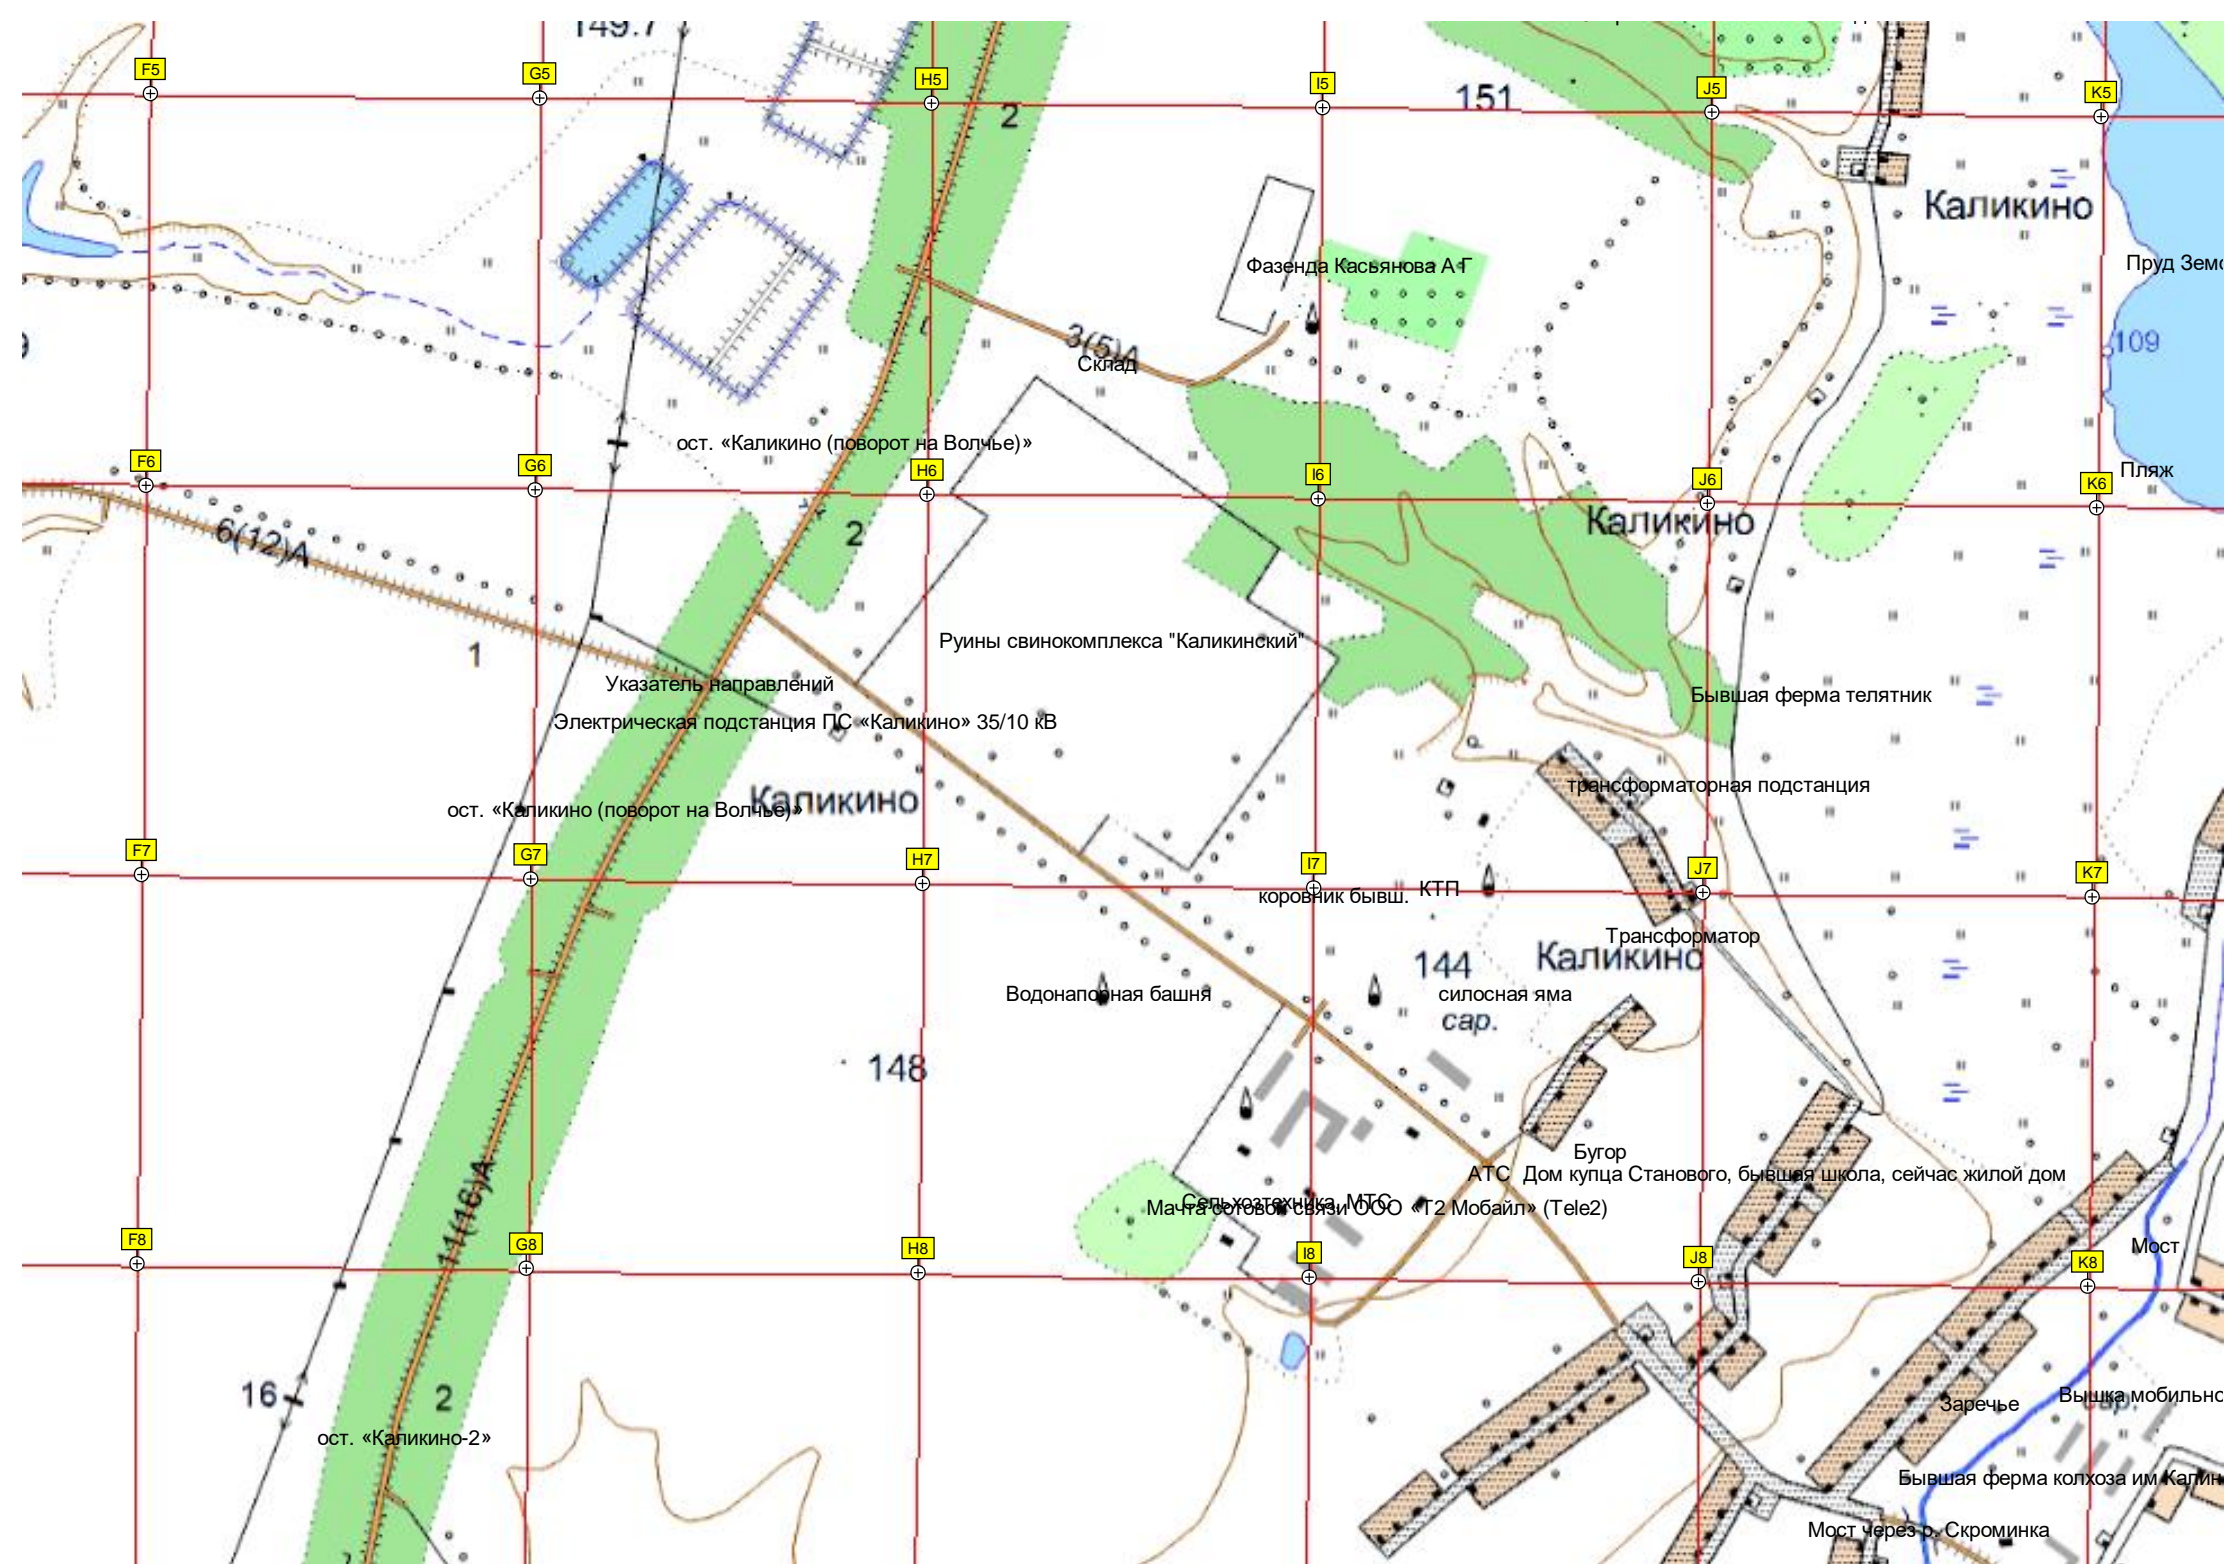 149.7
F5
G5
H5
I5
J5
K5
2
151
Каликино
Фазенда Касьянова А Г
Пруд
3(5)А
Склад
109
ост. «Каликино (поворот на Волчье)»
F6
G6
H6
I6
J6
K6
Пляж
6(12)А
2
Каликино
1
Руины свинокомплекса "Каликинский"
Указатель направлений
Бывшая ферма телятник
Электрическая подстанция ПС «Каликино» 35/10 кВ
трансформаторная подстанция
ост. «Каликино (поворот на Волчье)»
Каликино
F7
G7
H7
I7
J7
K7
коровник бывш.
КТП
Трансформатор
Каликино
144
Водонапорная башня
силосная яма
сар.
148
Бугор
АТС
Дом купца Станового, бывшая школа, сейчас жилой дом
Сельхозтехника, МТС
Мачта сотовой связи ООО «Т2 Мобайл» (Tele2)
11(16)А
F8
G8
H8
I8
J8
K8
Мост
16
2
Заречье
Вышка мобильно
сар.
ост. «Каликино-2»
Бывшая ферма колхоза им Калин
Мост через р. Скроминка
2